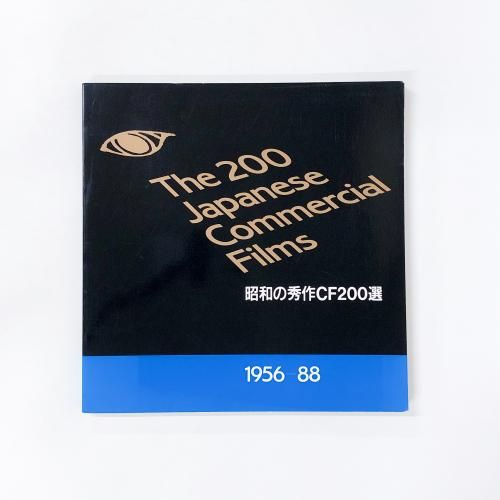 The 200
Japanese
Commercial
Films
昭和の秀作CF200選
1956 88